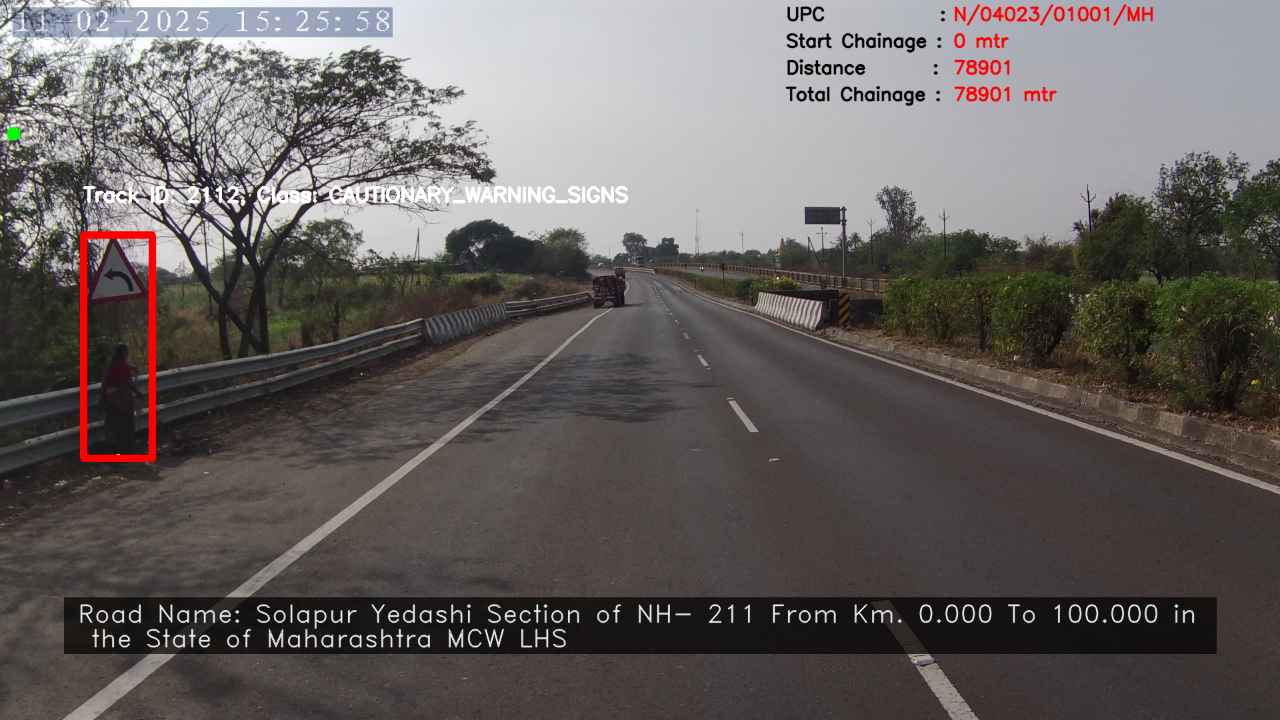 11-02-2025 15:25:58
UPC : N/04023/01001/MH
Start Chainage : 0 mtr
Distance : 78901
Total Chainage : 78901 mtr
Track ID: 2112, Class: CAUTIONARY_WARNING_SIGNS
Road Name: Solapur Yedashi Section of NH- 211 From Km. 0.000 To 100.000 in
the State of Maharashtra MCW LHS